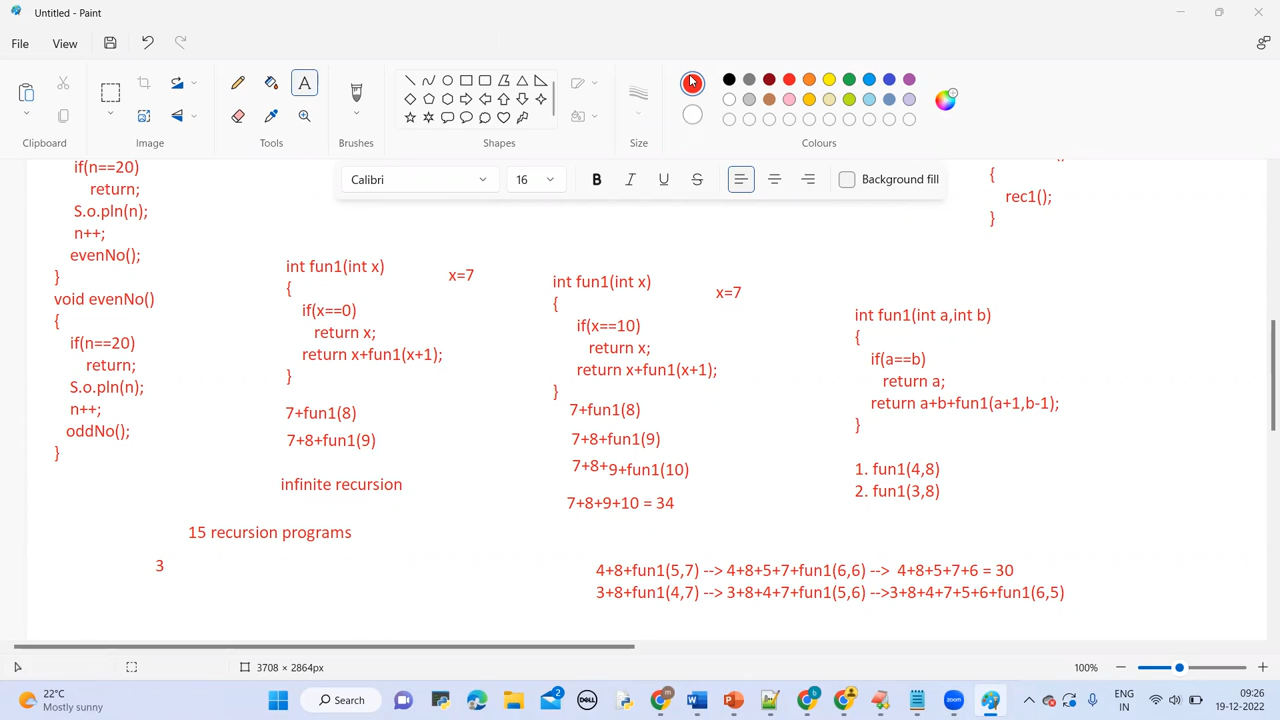 Untitled - Paint
File
View
Clipboard
Image
Tools
Brushes
Shapes
Size
Colours
Calibri
16
B
I
U
S
Background fill
if(n==20)
return;
S.o.pln(n);
n++;
evenNo();
}
void evenNo()
{
if(n==20)
return;
S.o.pln(n);
n++;
oddNo();
}
int fun1(int x)
x=7
{
if(x==0)
return x;
return x+fun1(x+1);
}
7+fun1(8)
7+8+fun1(9)
infinite recursion
15 recursion programs
3
int fun1(int x)
x=7
{
if(x==10)
return x;
return x+fun1(x+1);
}
7+fun1(8)
7+8+fun1(9)
7+8+9+fun1(10)
7+8+9+10 = 34
{
rec1();
}
int fun1(int a,int b)
{
if(a==b)
return a;
return a+b+fun1(a+1,b-1);
}
1. fun1(4,8)
2. fun1(3,8)
4+8+fun1(5,7) --> 4+8+5+7+fun1(6,6) --> 4+8+5+7+6 = 30
3+8+fun1(4,7) --> 3+8+4+7+fun1(5,6) -->3+8+4+7+5+6+fun1(6,5)
3708 × 2864px
100%
22°C
Mostly sunny
Search
DELL
ENG
IN
09:26
19-12-2022